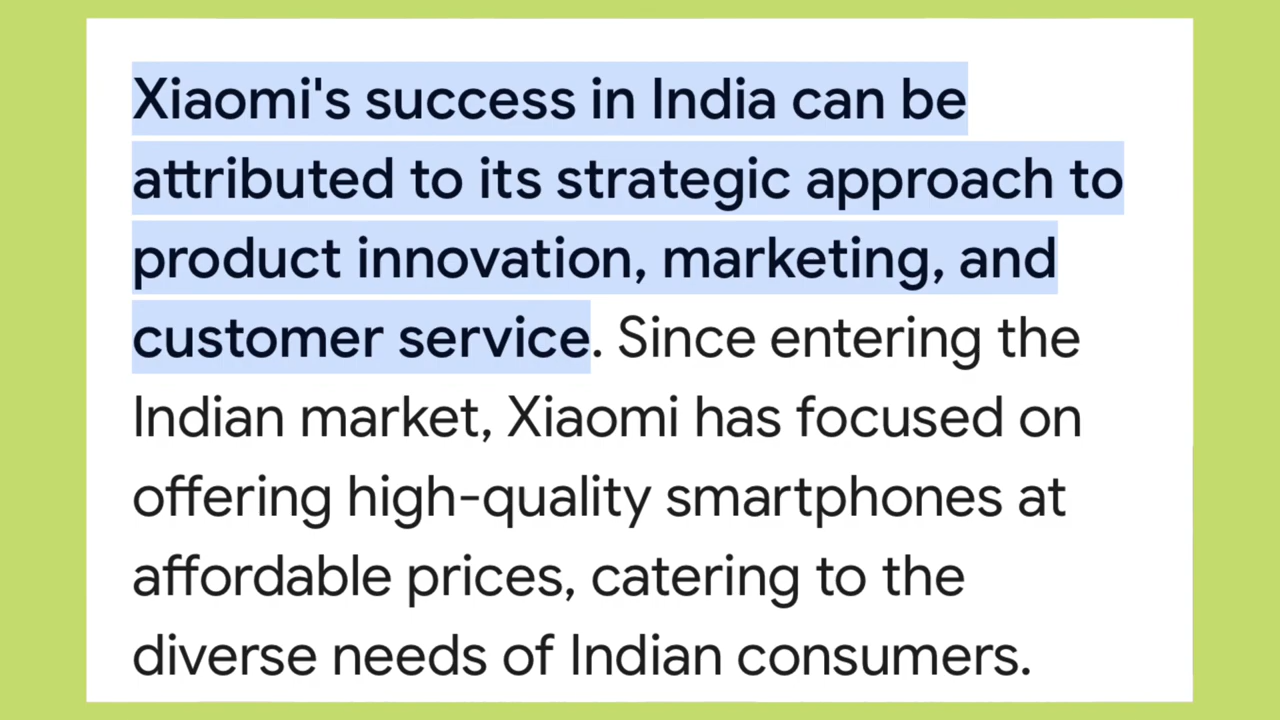 Xiaomi's success in India can be
attributed to its strategic approach to
product innovation, marketing, and
customer service. Since entering the
Indian market, Xiaomi has focused on
offering high-quality smartphones at
affordable prices, catering to the
diverse needs of Indian consumers.